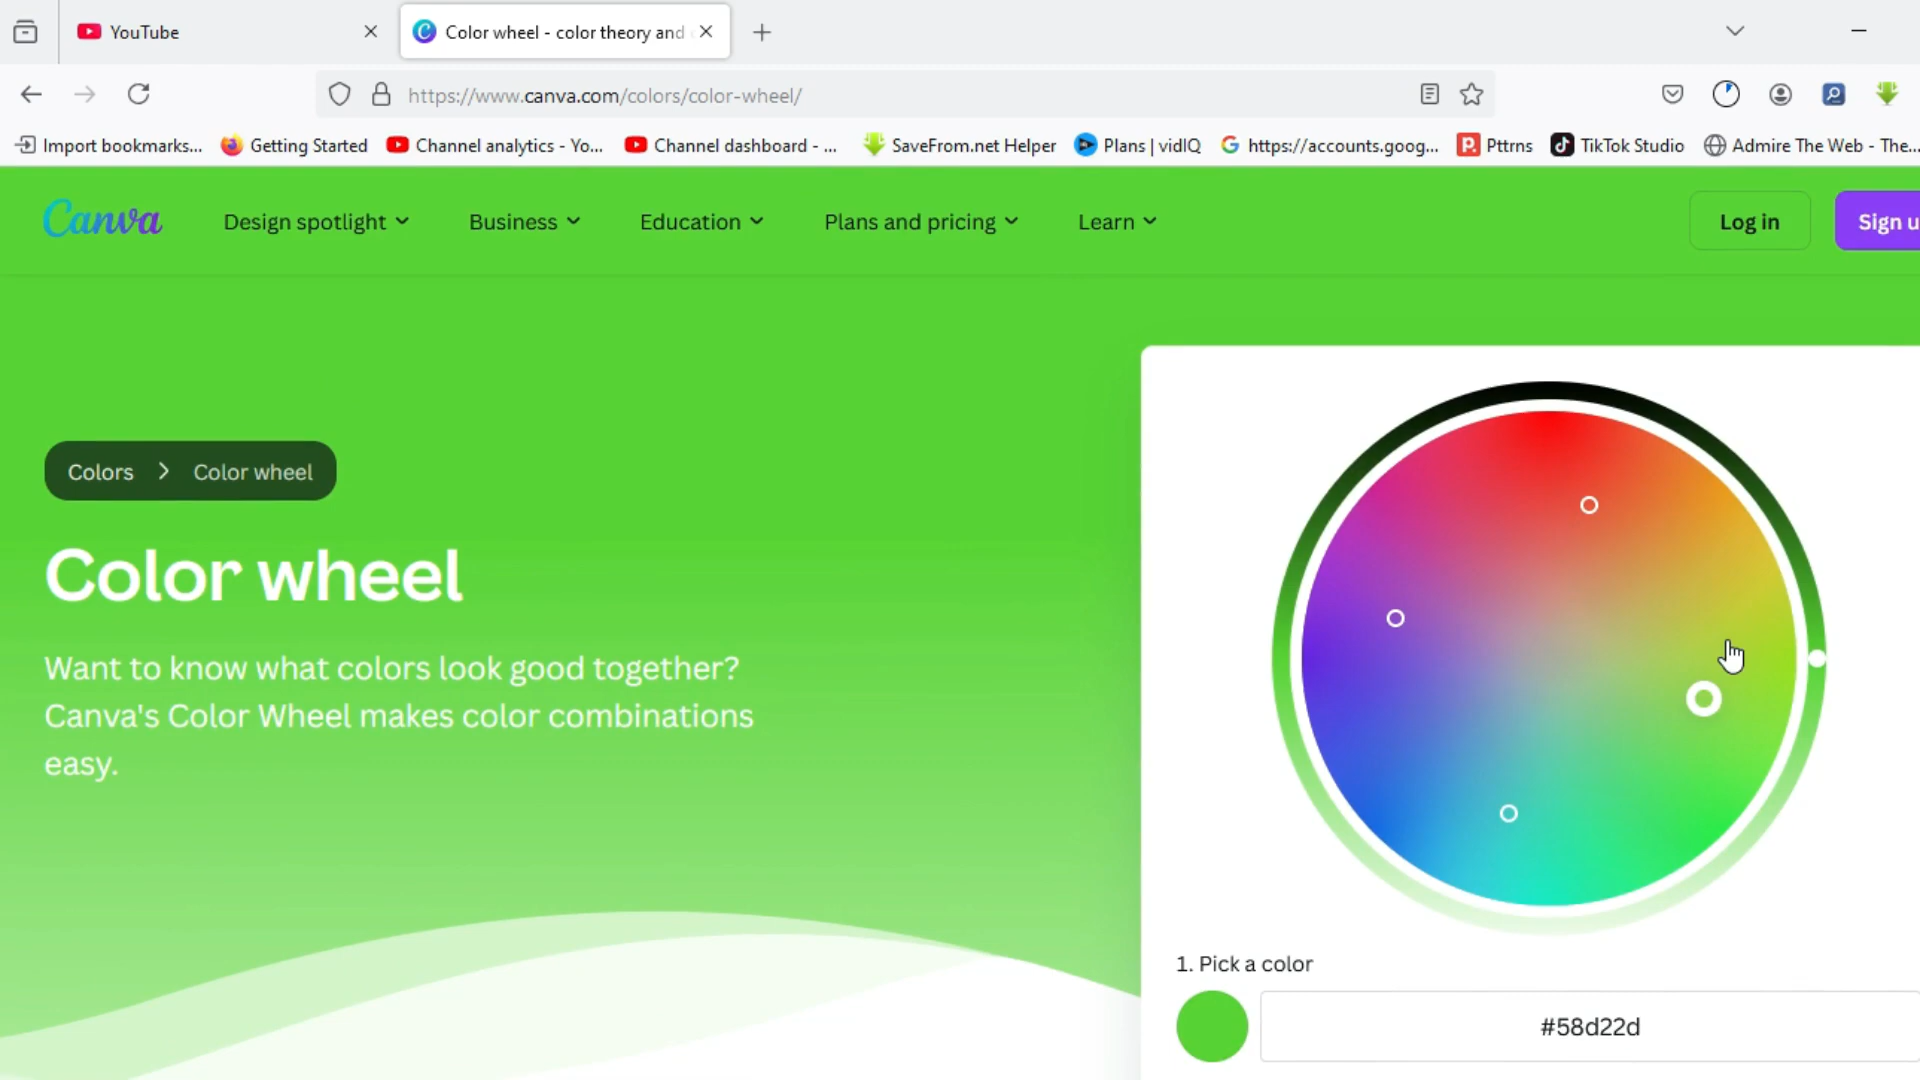 YouTube
Color wheel - color theory and
https://www.canva.com/colors/color-wheel/
Import bookmarks... Getting Started Channel analytics - Yo... Channel dashboard - ... SaveFrom.net Helper Plans | vidIQ https://accounts.goog... Pttrns TikTok Studio Admire The Web - The...
Canva Design spotlight Business Education Plans and pricing Learn Log in Sign u
Colors > Color wheel
Color wheel
Want to know what colors look good together?
Canva's Color Wheel makes color combinations
easy.
1. Pick a color
#58d22d